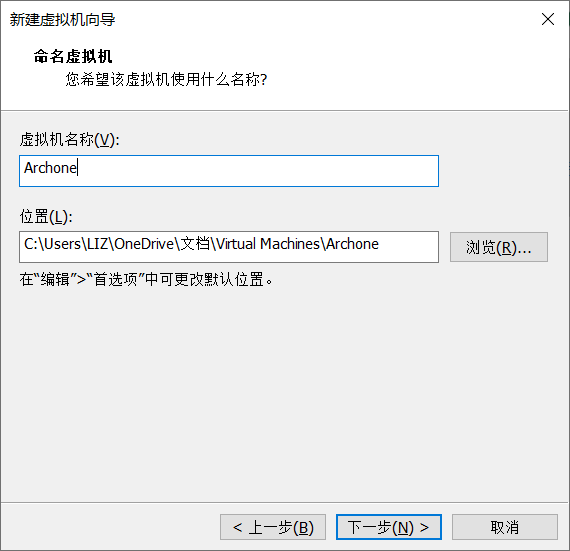 新建虚拟机向导
命名虚拟机
您希望该虚拟机使用什么名称?
虚拟机名称(V):
Archone
位置(L):
C:\Users\LIZ\OneDrive\文档\Virtual Machines\Archone
浏览(R)...
在“编辑”>“首选项”中可更改默认位置。
< 上一步(B)
下一步(N) >
取消